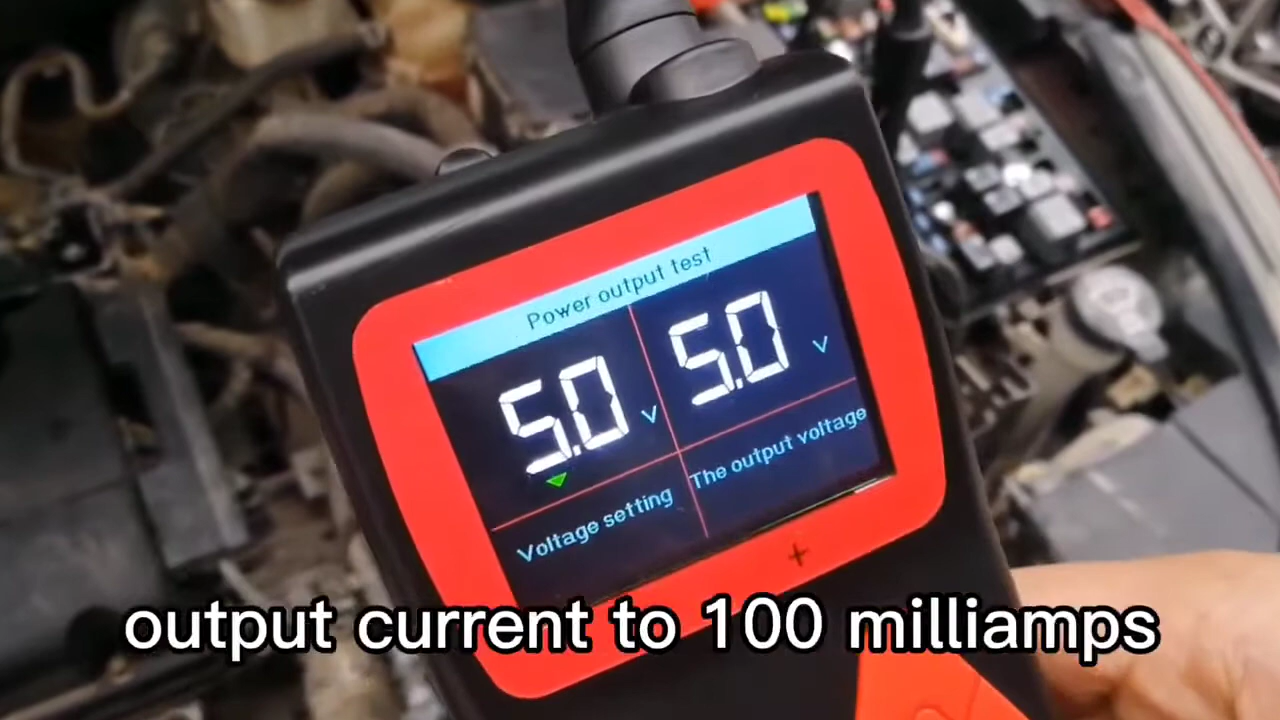 Power output test
5.0 V
5.0 V
Voltage setting
The output voltage
+
output current to 100 milliamps